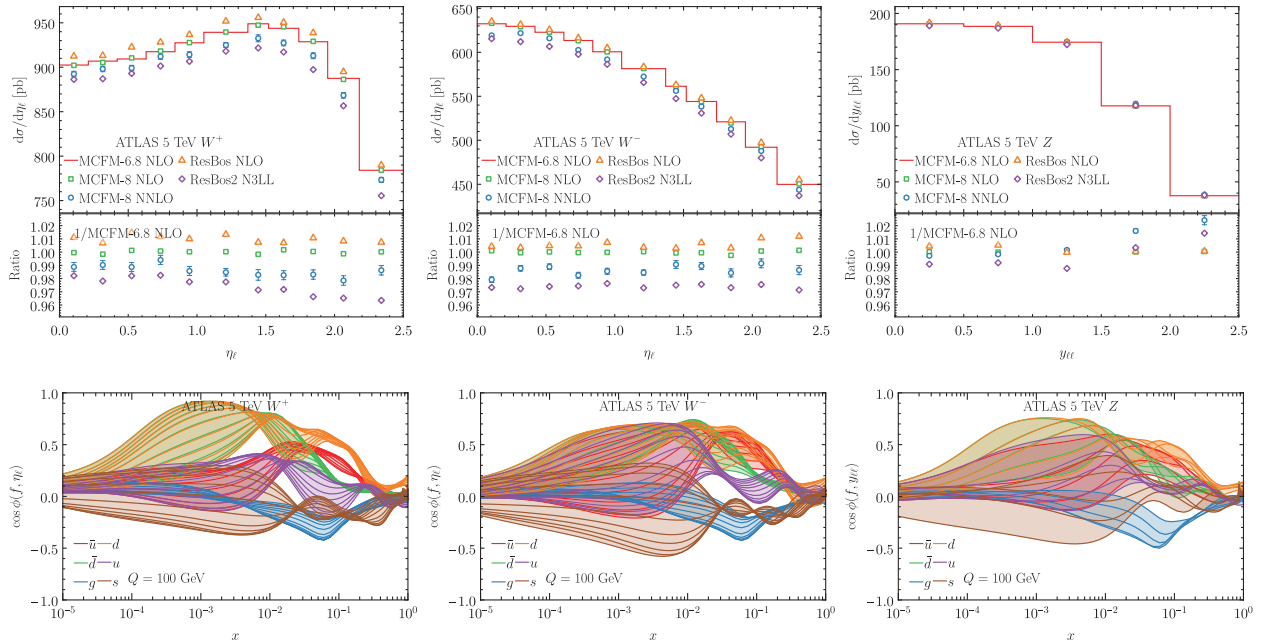 950
900
850
800
750
dσ/dηℓ [pb]
ATLAS 5 TeV W⁺
MCFM-6.8 NLO
ResBos NLO
MCFM-8 NLO
ResBos2 N3LL
MCFM-8 NNLO
1/MCFM-6.8 NLO
1.02
1.01
1.00
0.99
0.98
0.97
0.96
Ratio
0.0 0.5 1.0 1.5 2.0 2.5
ηℓ
650
600
550
500
450
dσ/dηℓ [pb]
ATLAS 5 TeV W⁻
MCFM-6.8 NLO
ResBos NLO
MCFM-8 NLO
ResBos2 N3LL
MCFM-8 NNLO
1/MCFM-6.8 NLO
1.02
1.01
1.00
0.99
0.98
0.97
0.96
Ratio
0.0 0.5 1.0 1.5 2.0 2.5
ηℓ
200
150
100
50
dσ/dyℓℓ [pb]
ATLAS 5 TeV Z
MCFM-6.8 NLO
ResBos NLO
MCFM-8 NLO
ResBos2 N3LL
MCFM-8 NNLO
1/MCFM-6.8 NLO
1.02
1.01
1.00
0.99
0.98
0.97
0.96
Ratio
0.0 0.5 1.0 1.5 2.0 2.5
yℓℓ
1.0
0.5
0.0
−0.5
−1.0
cos ϕ(f, ηℓ)
ATLAS 5 TeV W⁺
ū d
d̄ u
g s Q = 100 GeV
10⁻⁵ 10⁻⁴ 10⁻³ 10⁻² 10⁻¹ 10⁰
x
1.0
0.5
0.0
−0.5
−1.0
cos ϕ(f, ηℓ)
ATLAS 5 TeV W⁻
ū d
d̄ u
g s Q = 100 GeV
10⁻⁵ 10⁻⁴ 10⁻³ 10⁻² 10⁻¹ 10⁰
x
1.0
0.5
0.0
−0.5
−1.0
cos ϕ(f, yℓℓ)
ATLAS 5 TeV Z
ū d
d̄ u
g s Q = 100 GeV
10⁻⁵ 10⁻⁴ 10⁻³ 10⁻² 10⁻¹ 10⁰
x